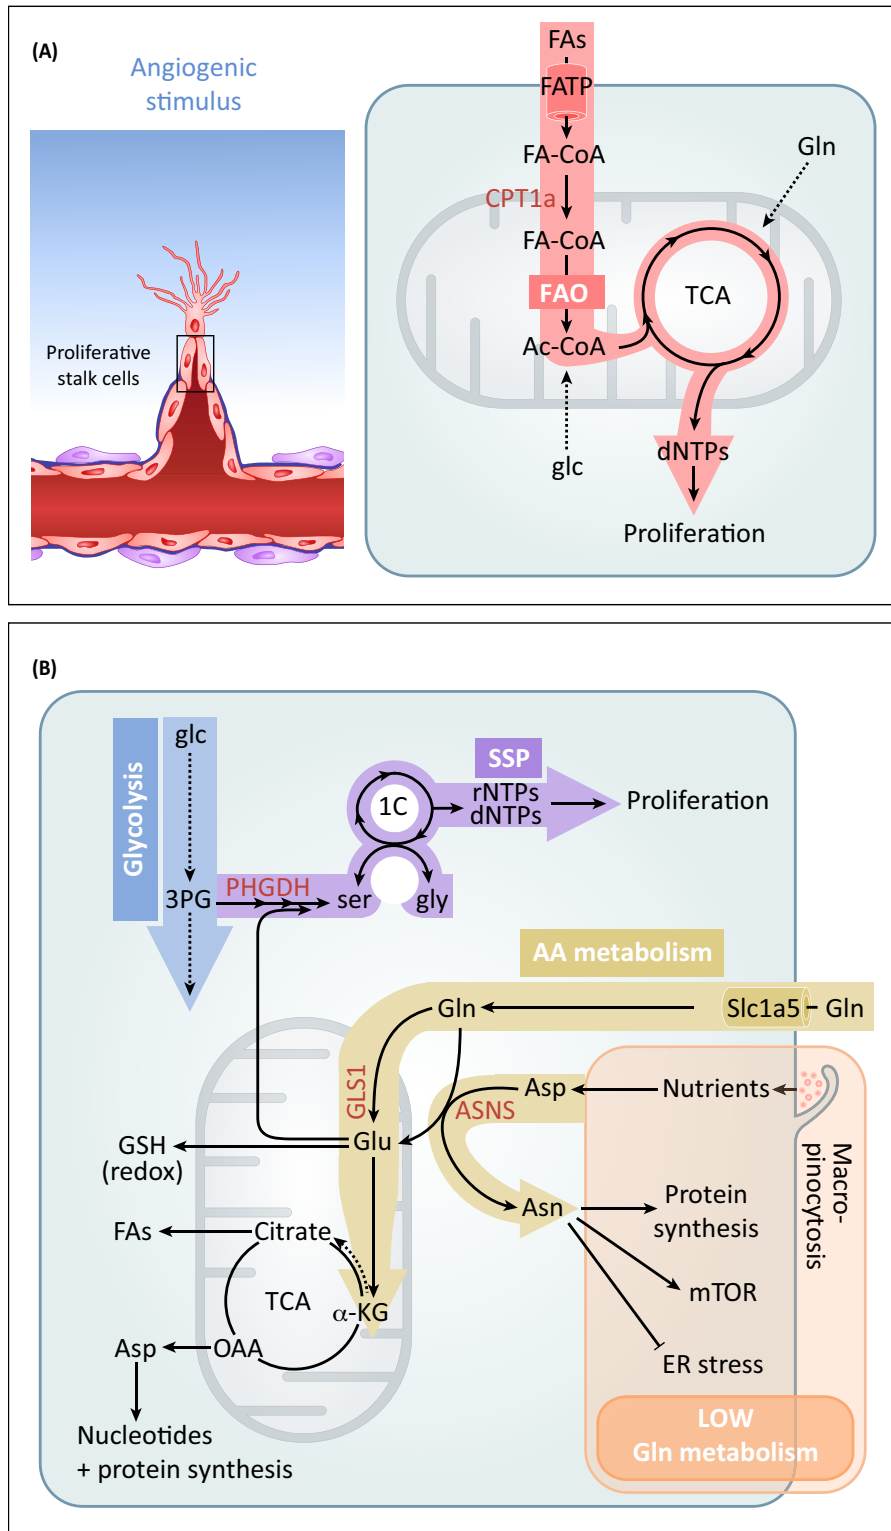 (A)
Angiogenic
stimulus
Proliferative
stalk cells
FAs
FATP
FA-CoA
CPT1a
FA-CoA
FAO
Ac-CoA
glc
Gln
TCA
dNTPs
Proliferation
(B)
Glycolysis
glc
3PG
PHGDH
ser
gly
1C
SSP
rNTPs
dNTPs
Proliferation
AA metabolism
Gln
Slc1a5
Gln
GLS1
Glu
ASNS
Asp
Nutrients
Macro-
pinocytosis
GSH
(redox)
Asn
Protein
synthesis
mTOR
ER stress
FAs
Citrate
TCA
α-KG
OAA
Asp
Nucleotides
+ protein synthesis
LOW
Gln metabolism